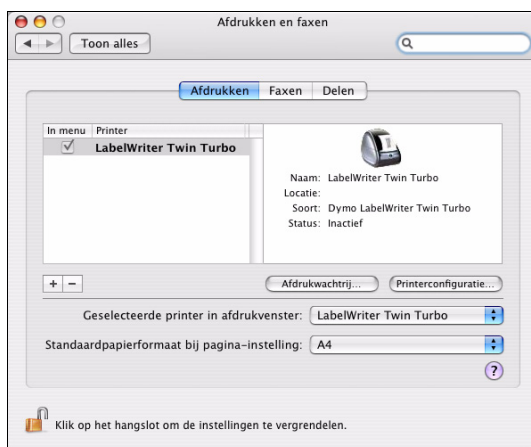 Afdrukken en faxen
Toon alles
Afdrukken Faxen Delen
In menu Printer
LabelWriter Twin Turbo
Naam: LabelWriter Twin Turbo
Locatie:
Soort: Dymo LabelWriter Twin Turbo
Status: Inactief
+ −
Afdrukwachtrij... Printerconfiguratie...
Geselecteerde printer in afdrukvenster: LabelWriter Twin Turbo
Standaardpapierformaat bij pagina-instelling: A4
?
Klik op het hangslot om de instellingen te vergrendelen.